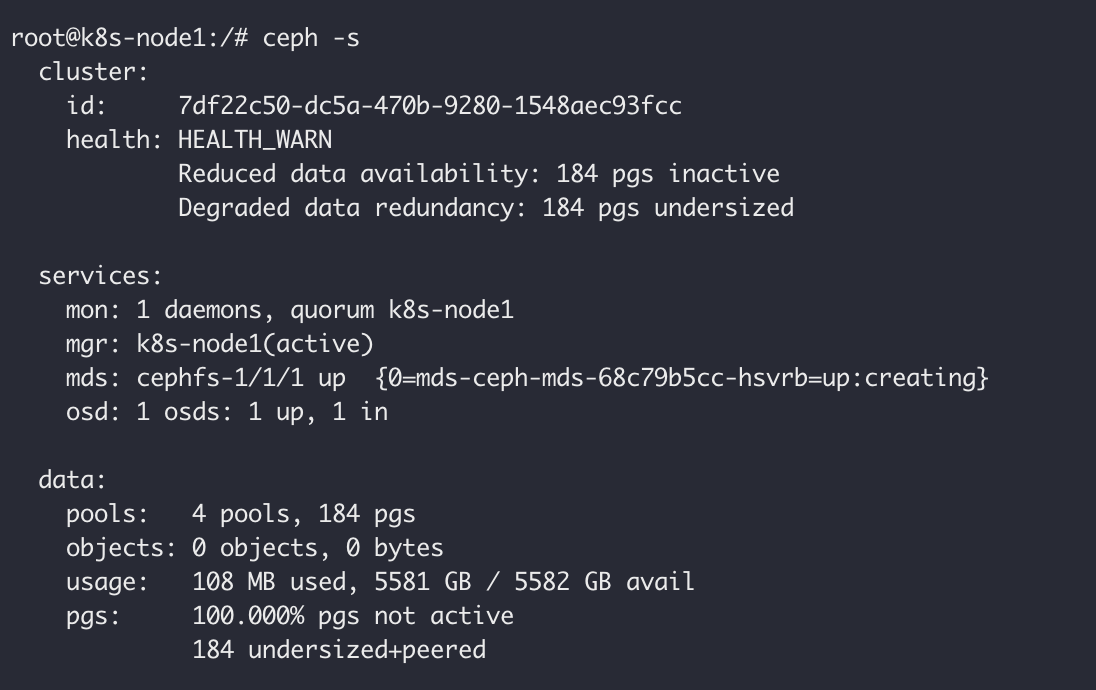 root@k8s-node1:/# ceph -s
  cluster:
    id:     7df22c50-dc5a-470b-9280-1548aec93fcc
    health: HEALTH_WARN
            Reduced data availability: 184 pgs inactive
            Degraded data redundancy: 184 pgs undersized

  services:
    mon: 1 daemons, quorum k8s-node1
    mgr: k8s-node1(active)
    mds: cephfs-1/1/1 up  {0=mds-ceph-mds-68c79b5cc-hsvrb=up:creating}
    osd: 1 osds: 1 up, 1 in

  data:
    pools:   4 pools, 184 pgs
    objects: 0 objects, 0 bytes
    usage:   108 MB used, 5581 GB / 5582 GB avail
    pgs:     100.000% pgs not active
             184 undersized+peered